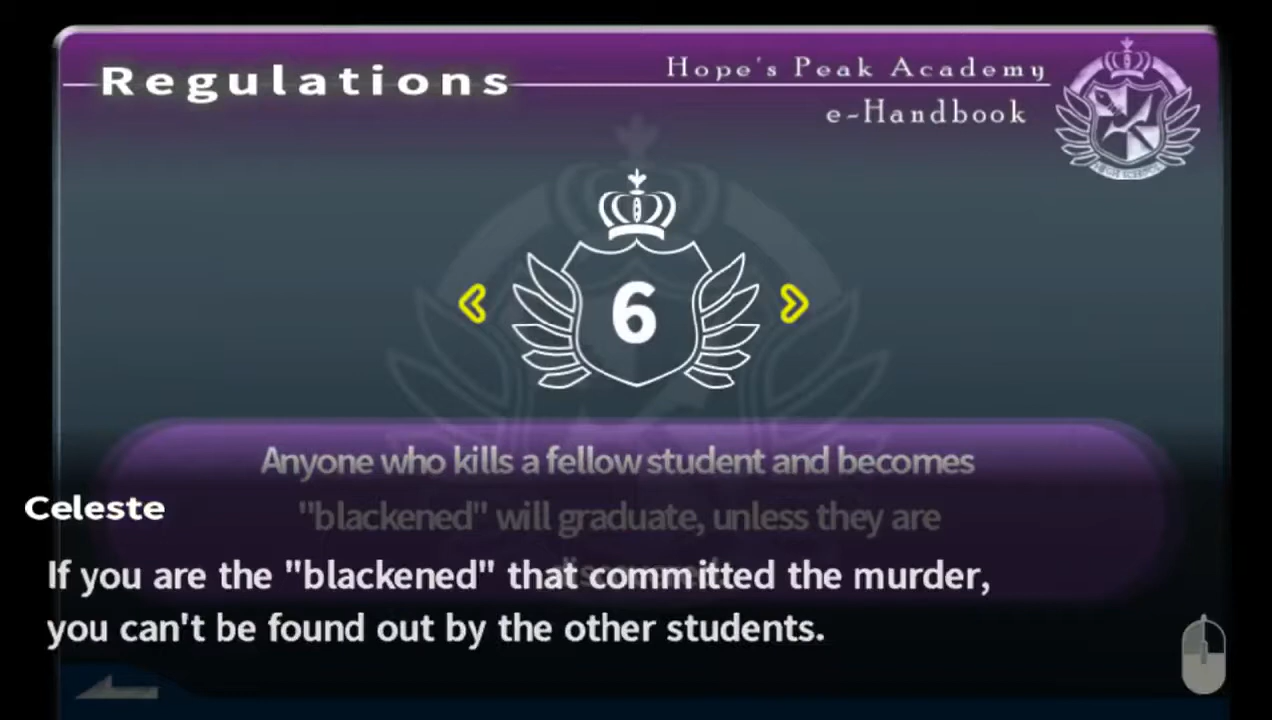 Regulations
Hope's Peak Academy
e-Handbook
6
Anyone who kills a fellow student and becomes
"blackened" will graduate, unless they are
Celeste
If you are the "blackened" that committed the murder,
you can't be found out by the other students.